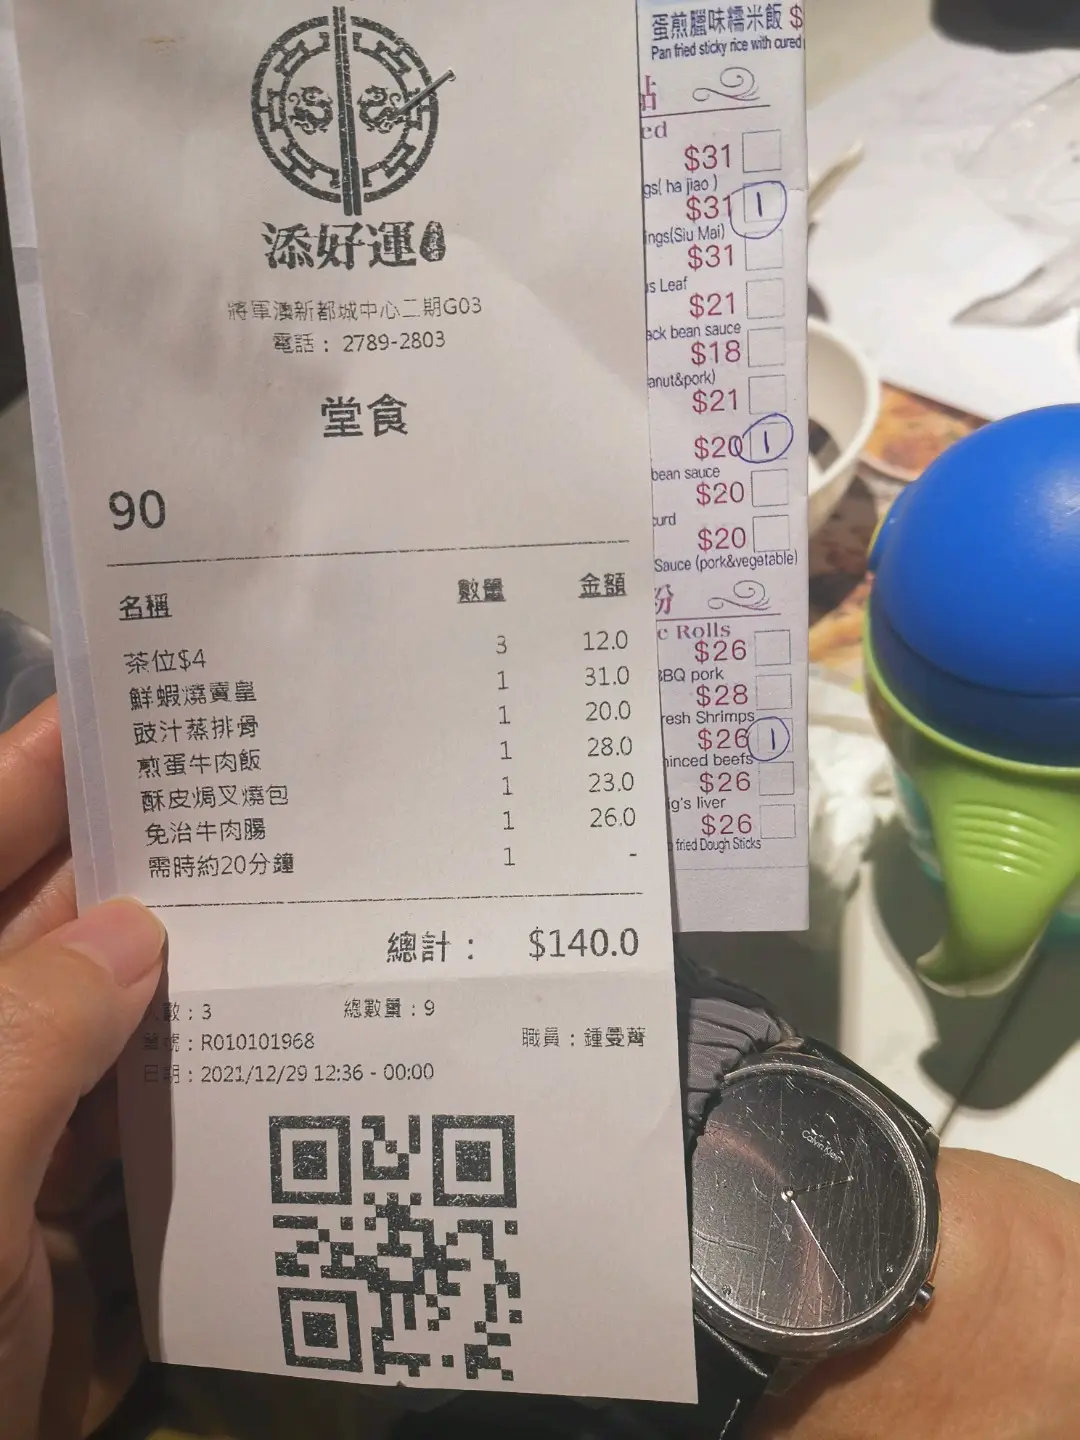 添好運
將軍澳新都城中心二期G03
電話： 2789-2803
堂食
90
名稱 數量 金額
茶位$4 3 12.0
鮮蝦燒賣皇 1 31.0
豉汁蒸排骨 1 20.0
煎蛋牛肉飯 1 28.0
酥皮焗叉燒包 1 23.0
免治牛肉腸 1 26.0
需時約20分鐘 1 -
總計： $140.0
人數：3 總數量：9
單號：R010101968 職員：鍾曼
日期：2021/12/29 12:36 - 00:00
蛋煎臘味糯米飯 $
Pan fried sticky rice with cured
點
ed
$31
gs( ha jiao )
$31 1
ings(Siu Mai)
$31
us Leaf
$21
ack bean sauce
$18
anut&pork)
$21
$20 1
bean sauce
$20
curd
$20
Sauce (pork&vegetable)
粉
c Rolls
$26
BBQ pork
$28
resh Shrimps
$26 1
minced beefs
$26
ig's liver
$26
fried Dough Sticks
Calvin Klein